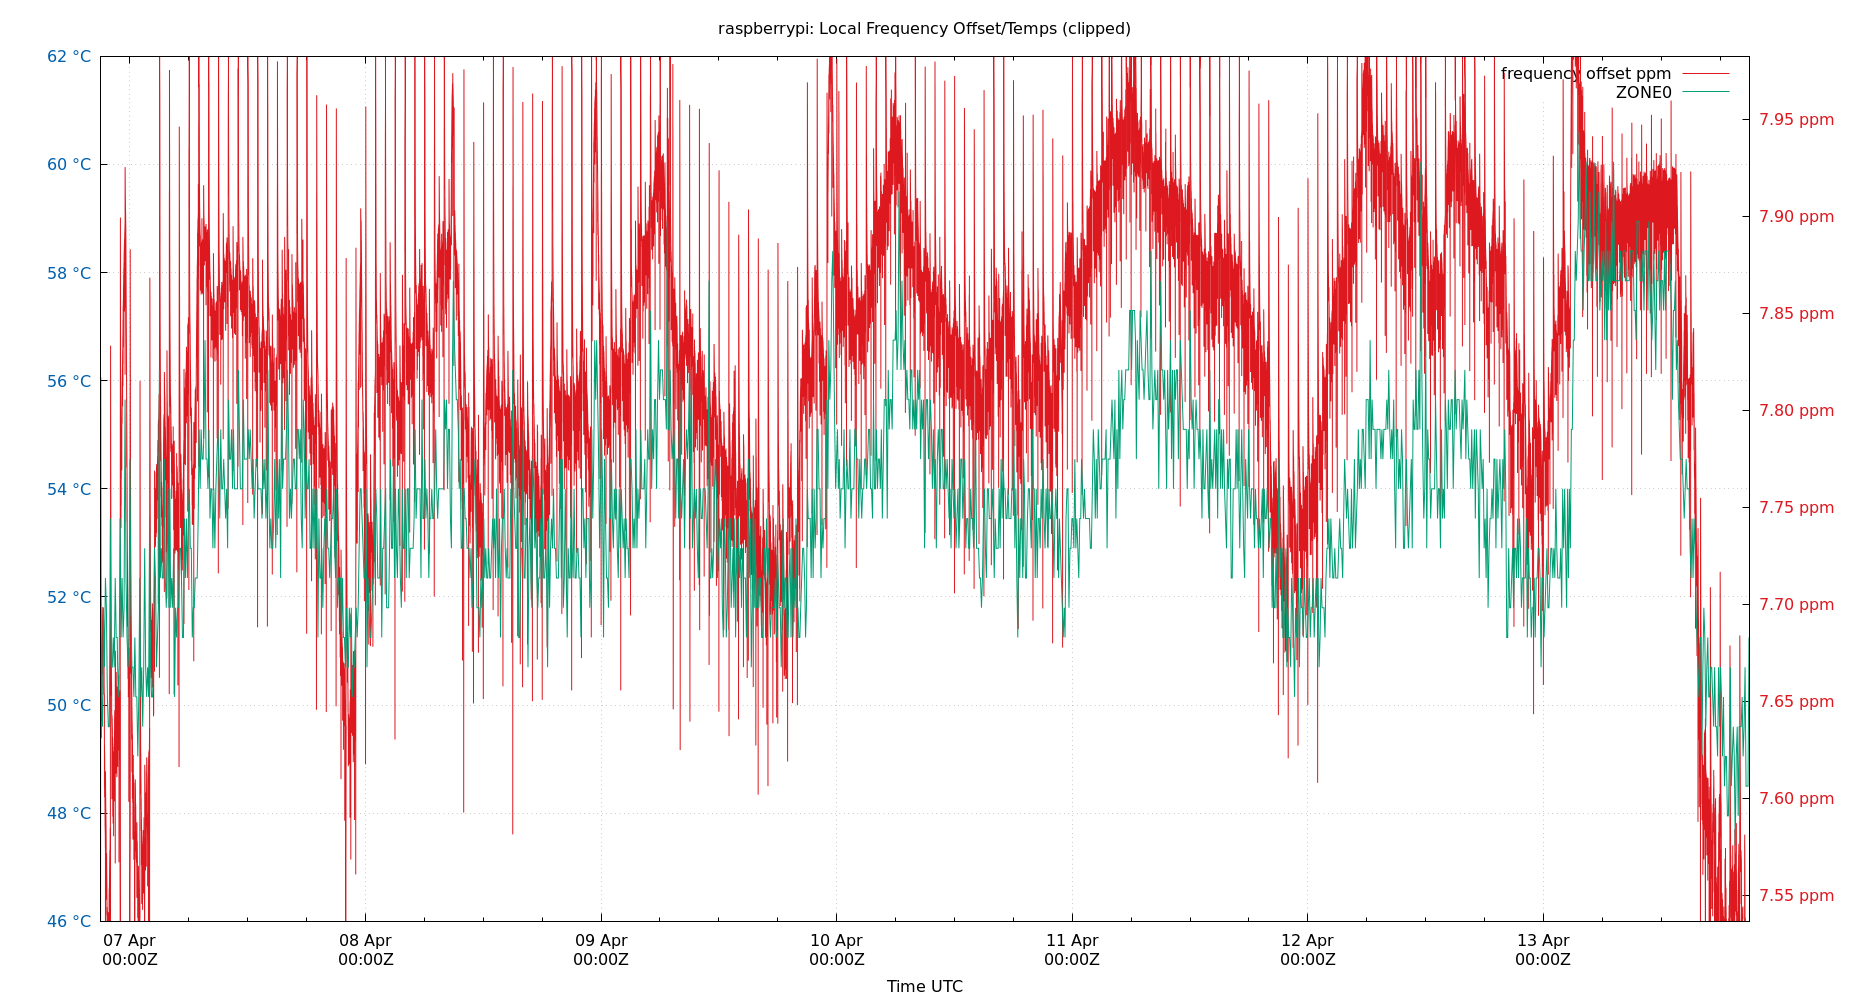 raspberrypi: Local Frequency Offset/Temps (clipped)
62 °C
60 °C
58 °C
56 °C
54 °C
52 °C
50 °C
48 °C
46 °C
frequency offset ppm
ZONE0
7.95 ppm
7.90 ppm
7.85 ppm
7.80 ppm
7.75 ppm
7.70 ppm
7.65 ppm
7.60 ppm
7.55 ppm
07 Apr 08 Apr 09 Apr 10 Apr 11 Apr 12 Apr 13 Apr
00:00Z 00:00Z 00:00Z 00:00Z 00:00Z 00:00Z 00:00Z
Time UTC